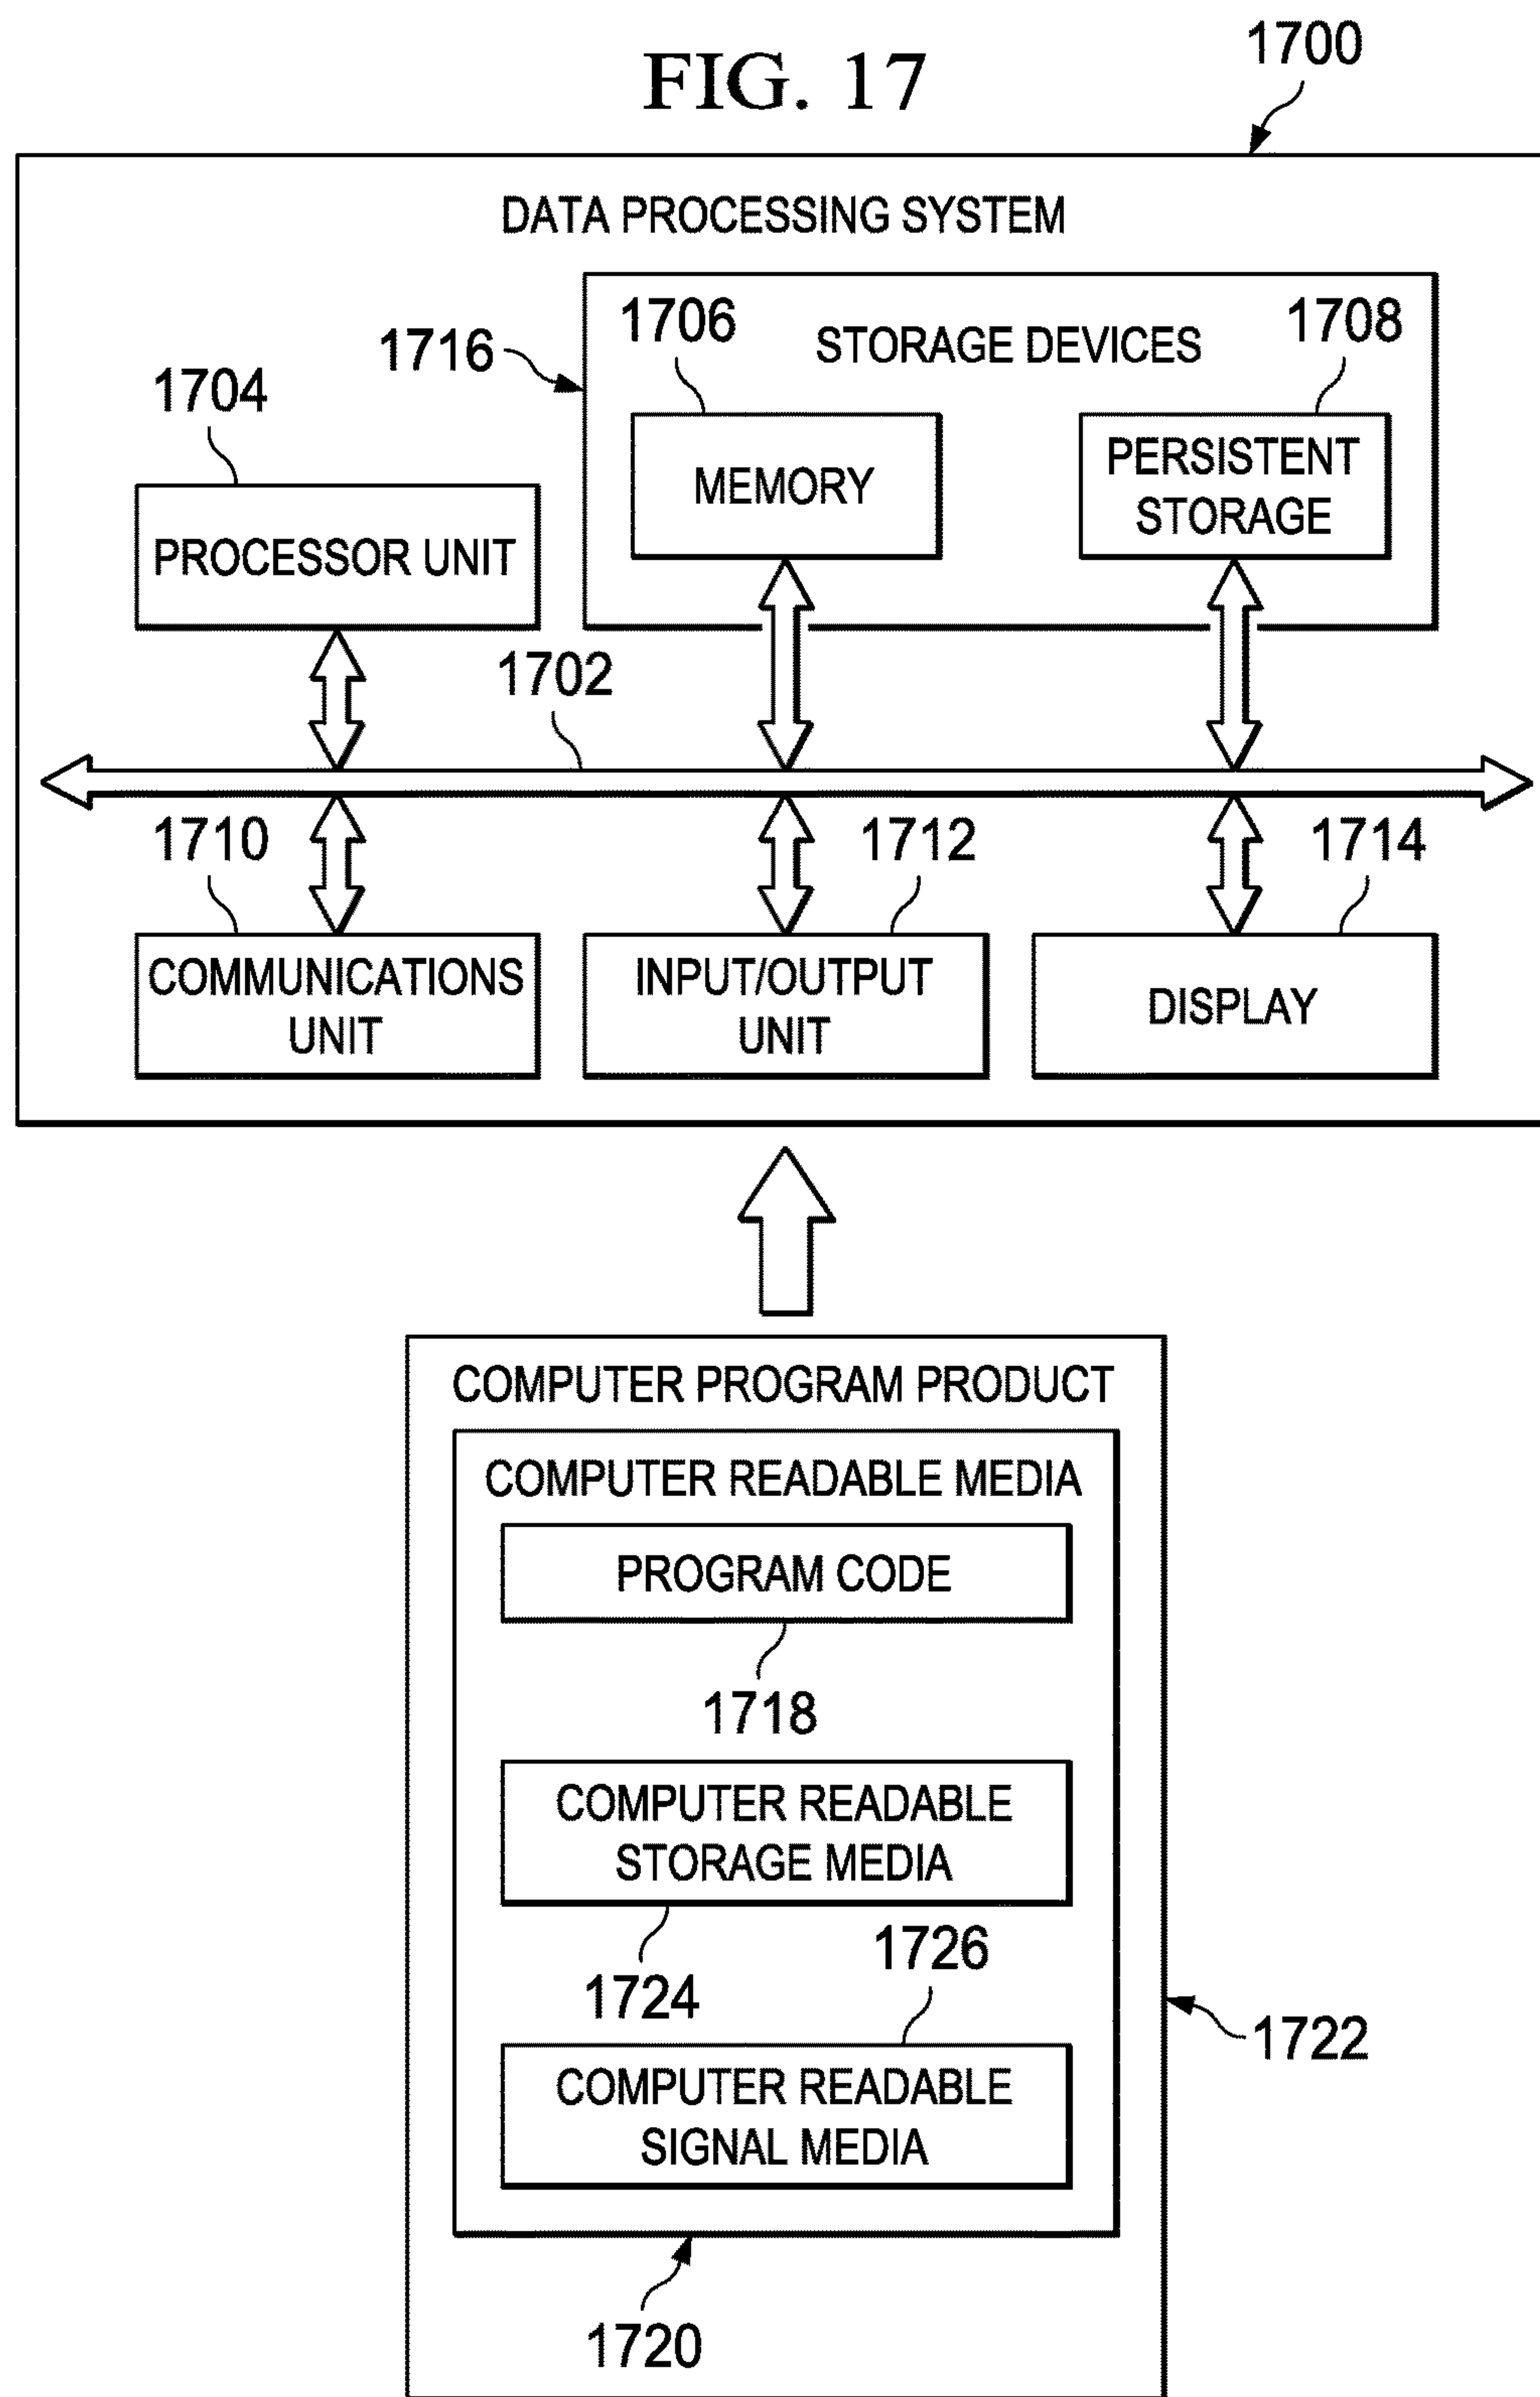 FIG. 17
1700
DATA PROCESSING SYSTEM
1716
1706
STORAGE DEVICES
1708
1704
MEMORY
PERSISTENT
STORAGE
PROCESSOR UNIT
1702
1710
1712
1714
COMMUNICATIONS
UNIT
INPUT/OUTPUT
UNIT
DISPLAY
COMPUTER PROGRAM PRODUCT
COMPUTER READABLE MEDIA
PROGRAM CODE
1718
COMPUTER READABLE
STORAGE MEDIA
1724
1726
1722
COMPUTER READABLE
SIGNAL MEDIA
1720